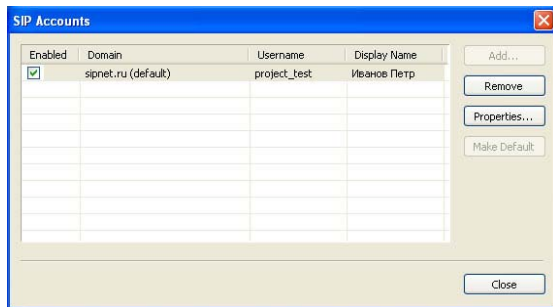 SIP Accounts
Enabled Domain Username Display Name
sipnet.ru (default) project_test Иванов Петр
Add...
Remove
Properties...
Make Default
Close